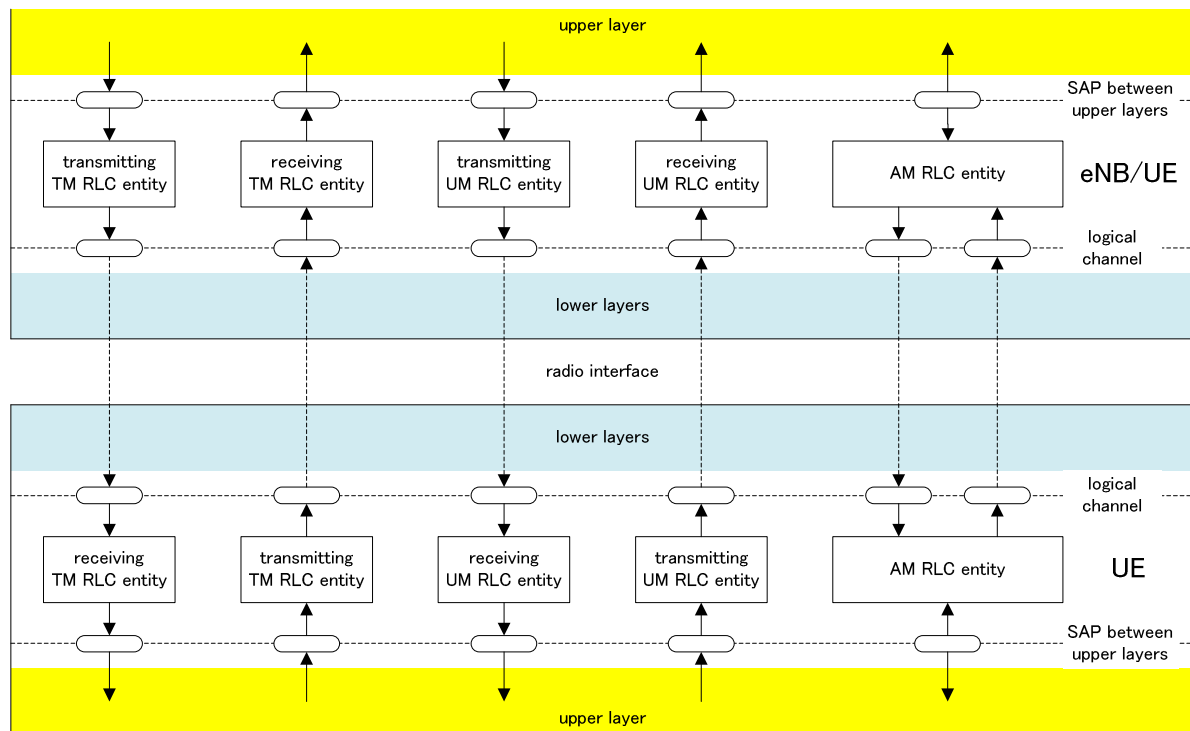 upper layer
SAP between
upper layers
transmitting
TM RLC entity
receiving
TM RLC entity
transmitting
UM RLC entity
receiving
UM RLC entity
AM RLC entity
eNB/UE
logical
channel
lower layers
radio interface
lower layers
logical
channel
receiving
TM RLC entity
transmitting
TM RLC entity
receiving
UM RLC entity
transmitting
UM RLC entity
AM RLC entity
UE
SAP between
upper layers
upper layer